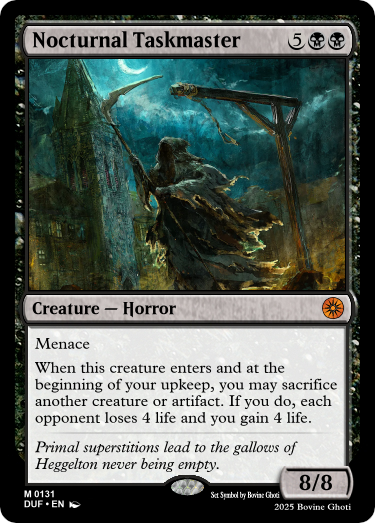 Nocturnal Taskmaster 5
Creature — Horror
Menace
When this creature enters and at the
beginning of your upkeep, you may sacrifice
another creature or artifact. If you do, each
opponent loses 4 life and you gain 4 life.
Primal superstitions lead to the gallows of
Heggelton never being empty.
8/8
M 0131
DUF • EN
Set Symbol by Bovine Ghoti
2025 Bovine Ghoti